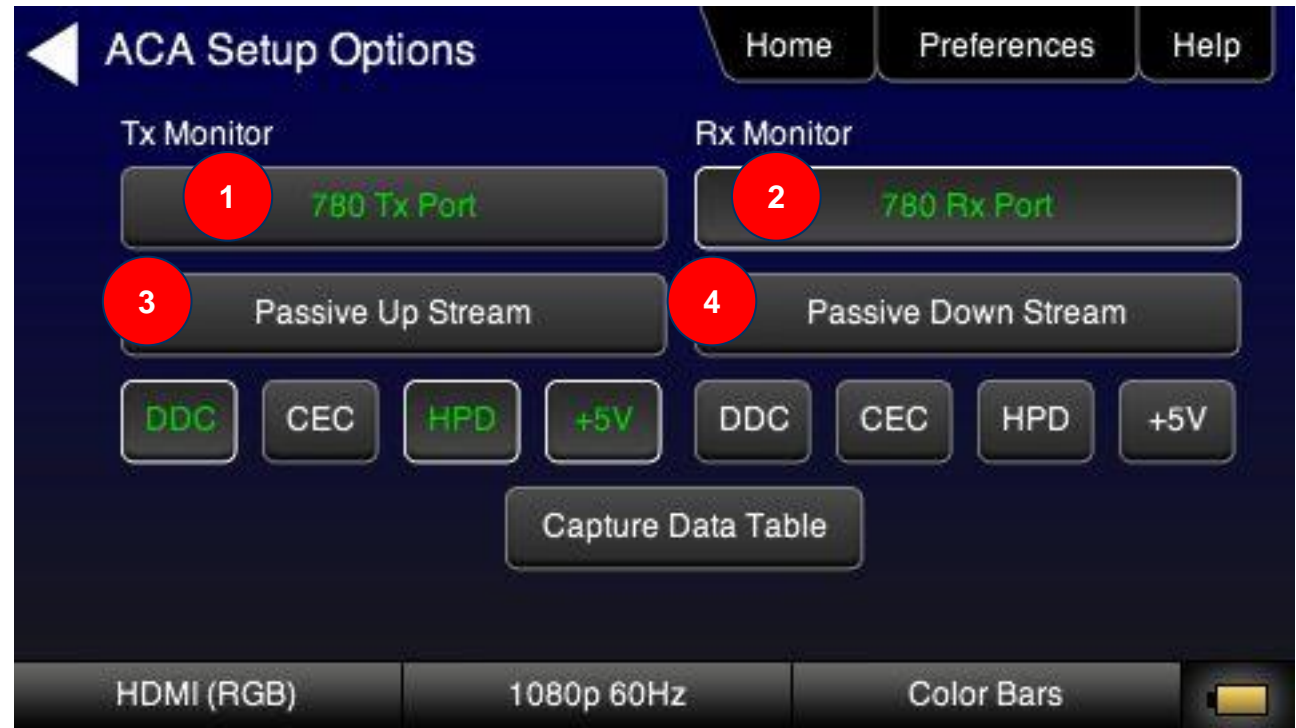 ACA Setup Options
Home
Preferences
Help
Tx Monitor
Rx Monitor
1
780 Tx Port
2
780 Rx Port
3
Passive Up Stream
4
Passive Down Stream
DDC
CEC
HPD
+5V
DDC
CEC
HPD
+5V
Capture Data Table
HDMI (RGB)
1080p 60Hz
Color Bars